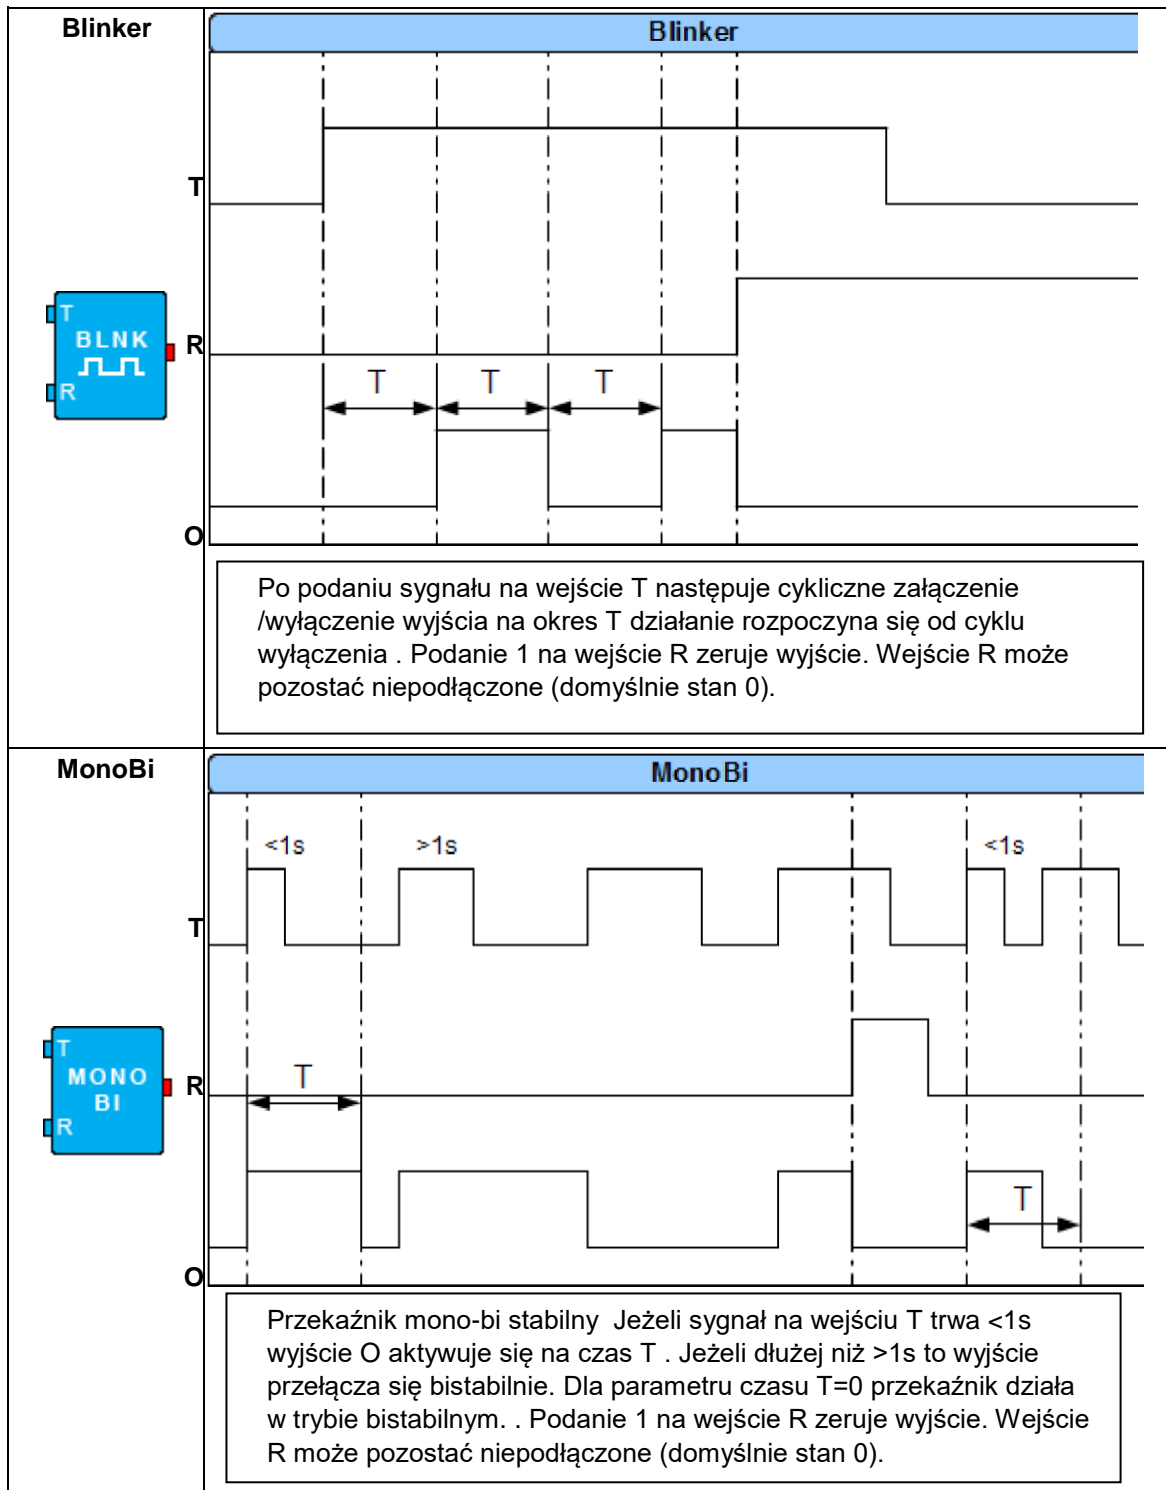 Blinker
Blinker
T
R
T
BLNK
R
T T T
O
Po podaniu sygnału na wejście T następuje cykliczne załączenie
/wyłączenie wyjścia na okres T działanie rozpoczyna się od cyklu
wyłączenia . Podanie 1 na wejście R zeruje wyjście. Wejście R może
pozostać niepodłączone (domyślnie stan 0).
MonoBi
MonoBi
<1s >1s <1s
T
T
MONO
BI
R
R
T
T
O
Przekaźnik mono-bi stabilny Jeżeli sygnał na wejściu T trwa <1s
wyjście O aktywuje się na czas T . Jeżeli dłużej niż >1s to wyjście
przełącza się bistabilnie. Dla parametru czasu T=0 przekaźnik działa
w trybie bistabilnym. . Podanie 1 na wejście R zeruje wyjście. Wejście
R może pozostać niepodłączone (domyślnie stan 0).